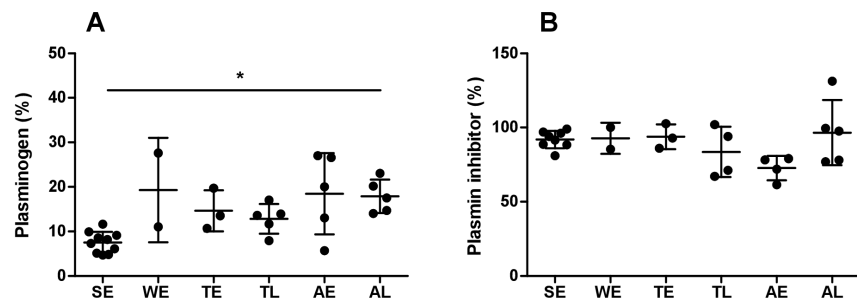 A
Plasminogen (%)
50
40
30
20
10
0
*
SE WE TE TL AE AL
B
Plasmin inhibitor (%)
150
100
50
0
SE WE TE TL AE AL